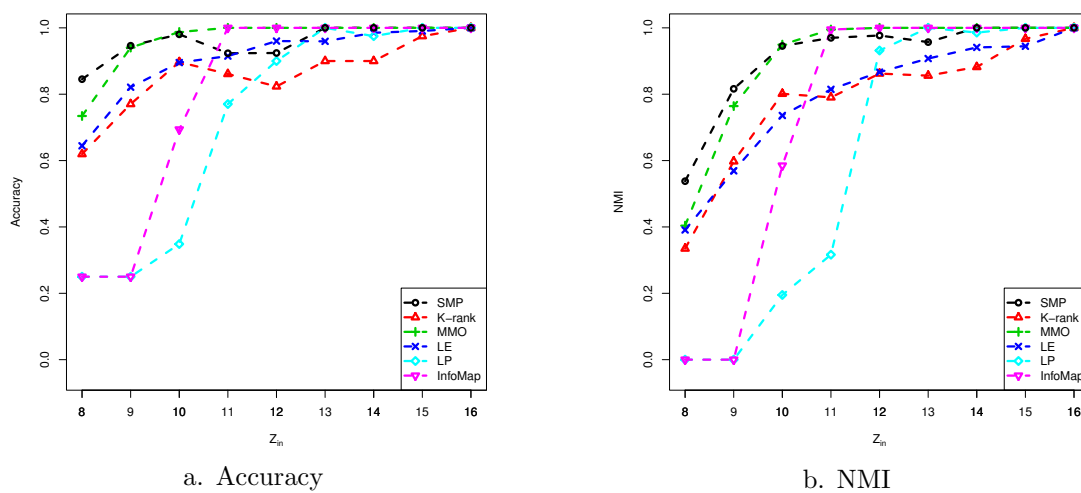 1.0
0.8
0.6
0.4
0.2
0.0
Accuracy
SMP
K-rank
MMO
LE
LP
InfoMap
8 9 10 11 12 13 14 15 16
Z_in
a. Accuracy
1.0
0.8
0.6
0.4
0.2
0.0
NMI
SMP
K-rank
MMO
LE
LP
InfoMap
8 9 10 11 12 13 14 15 16
Z_in
b. NMI